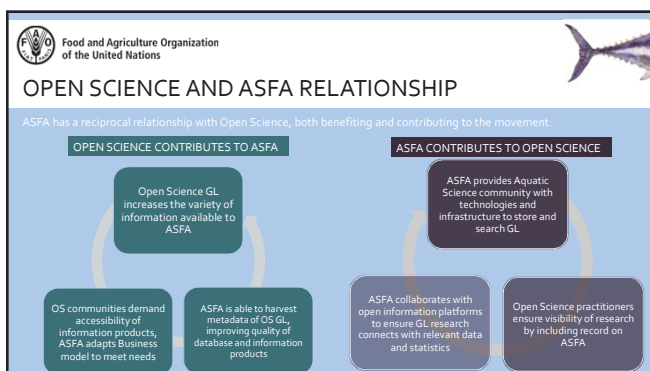 Food and Agriculture Organization
of the United Nations
OPEN SCIENCE AND ASFA RELATIONSHIP
ASFA has a reciprocal relationship with Open Science, both benefiting and contributing to the movement:
OPEN SCIENCE CONTRIBUTES TO ASFA
Open Science GL
increases the variety of
information available to
ASFA
OS communities demand
accessibility of
information products,
ASFA adapts Business
model to meet needs
ASFA is able to harvest
metadata of OS GL,
improving quality of
database and information
products
ASFA CONTRIBUTES TO OPEN SCIENCE
ASFA provides Aquatic
Science community with
technologies and
infrastructure to store and
search GL
ASFA collaborates with
open information platforms
to ensure GL research
connects with relevant data
and statistics
Open Science practitioners
ensure visibility of research
by including record on
ASFA